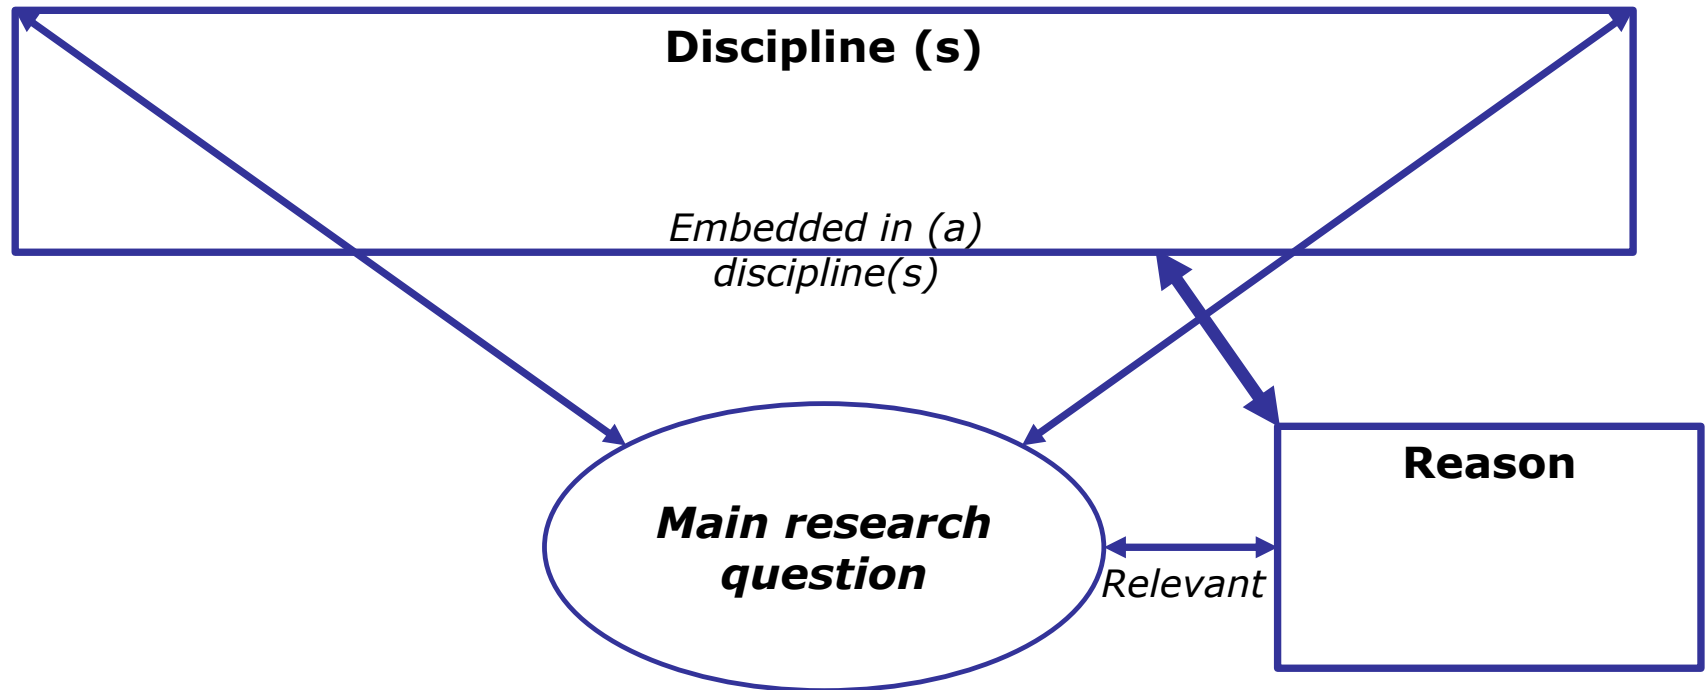 Discipline (s)
Embedded in (a)
discipline(s)
Reason
Main research
question
Relevant